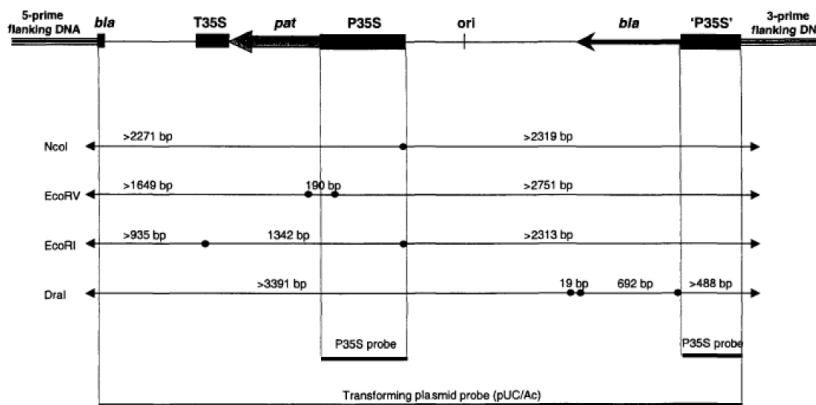 5-prime flanking DNA bla T35S pat P35S ori bla 'P35S' 3-prime flanking DN
NcoI >2271 bp >2319 bp
EcoRV >1649 bp 190 bp >2751 bp
EcoRI >935 bp 1342 bp >2313 bp
DraI >3391 bp 19 bp 692 bp >488 bp
P35S probe P35S probe
Transforming plasmid probe (pUC/Ac)